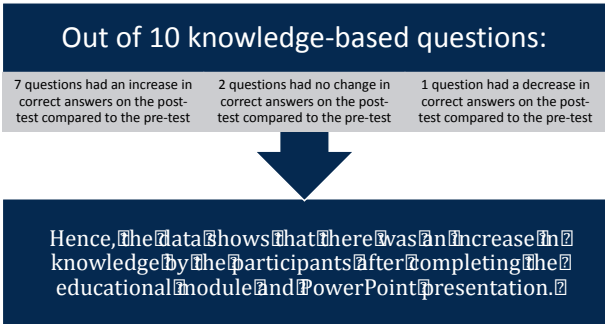 Out of 10 knowledge-based questions:
7 questions had an increase in
correct answers on the post-
test compared to the pre-test
2 questions had no change in
correct answers on the post-
test compared to the pre-test
1 question had a decrease in
correct answers on the post-
test compared to the pre-test
Hence, the data shows that there was an increase in
knowledge by the participants after completing the
educational module and PowerPoint presentation.